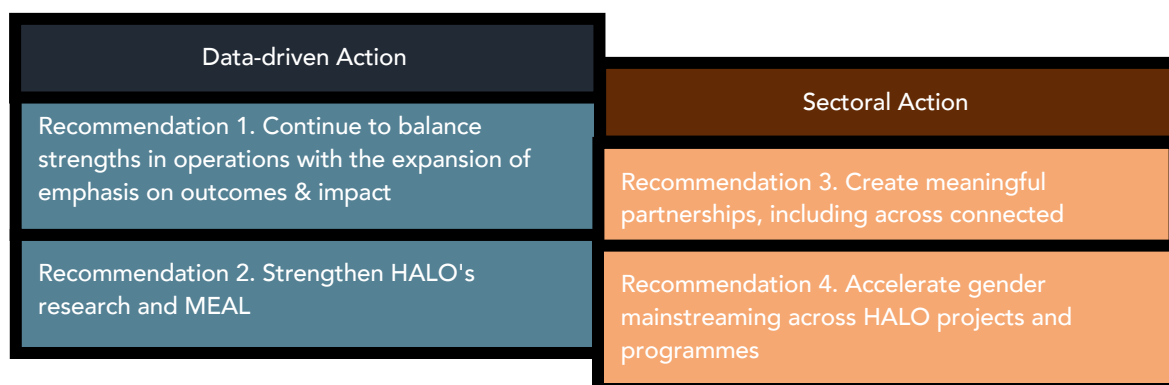 Data-driven Action
Recommendation 1. Continue to balance
strengths in operations with the expansion of
emphasis on outcomes & impact
Recommendation 2. Strengthen HALO's
research and MEAL
Sectoral Action
Recommendation 3. Create meaningful
partnerships, including across connected
Recommendation 4. Accelerate gender
mainstreaming across HALO projects and
programmes